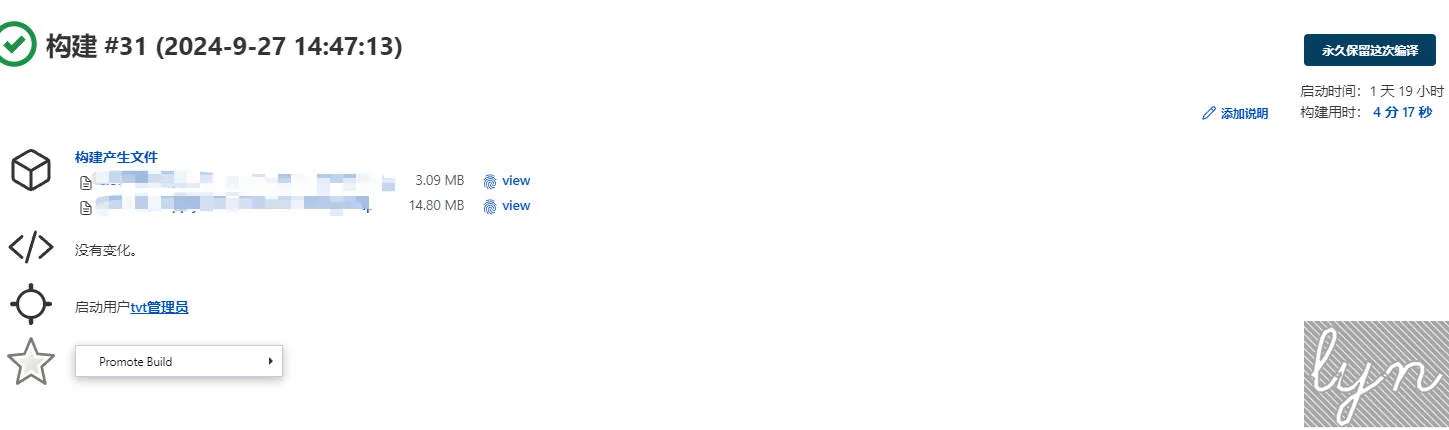 构建 #31 (2024-9-27 14:47:13)
永久保留这次编译
启动时间：1 天 19 小时
添加说明
构建用时： 4 分 17 秒
构建产生文件
3.09 MB view
14.80 MB view
没有变化。
启动用户tvt管理员
Promote Build
lyn